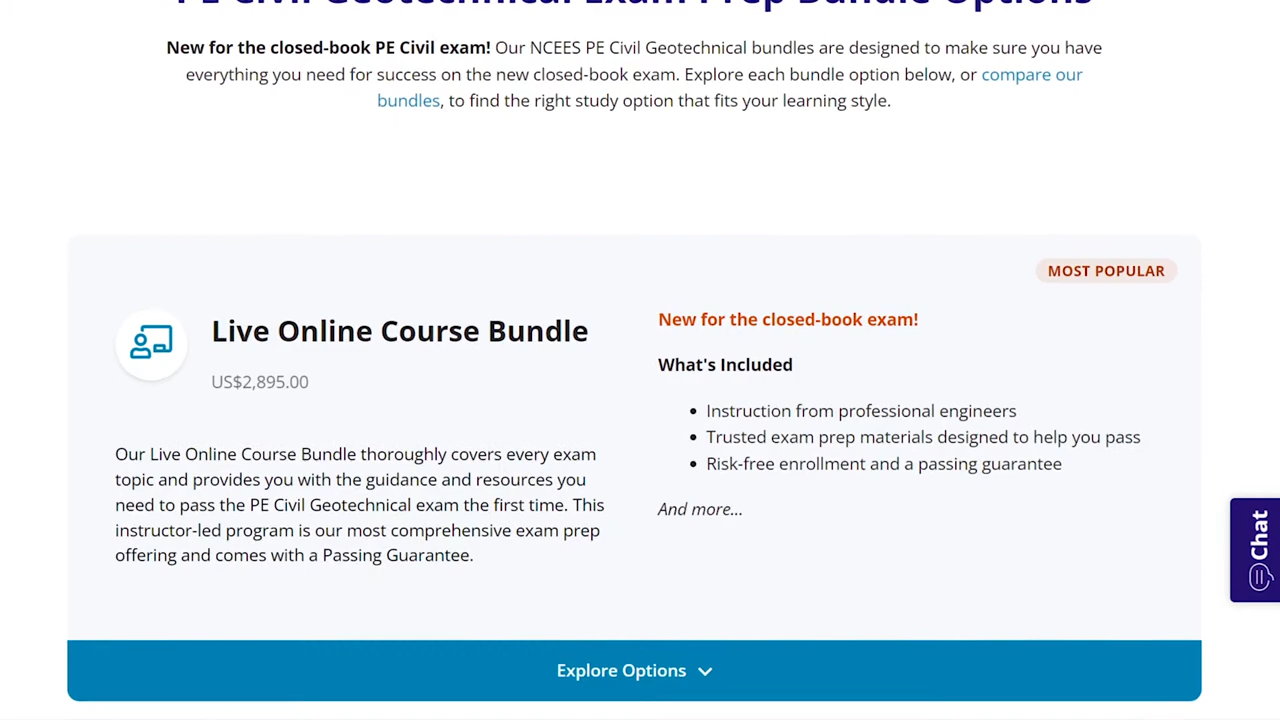 PE Civil Geotechnical Exam Prep Bundle Options
New for the closed-book PE Civil exam! Our NCEES PE Civil Geotechnical bundles are designed to make sure you have
everything you need for success on the new closed-book exam. Explore each bundle option below, or compare our
bundles, to find the right study option that fits your learning style.
MOST POPULAR
Live Online Course Bundle
US$2,895.00
Our Live Online Course Bundle thoroughly covers every exam
topic and provides you with the guidance and resources you
need to pass the PE Civil Geotechnical exam the first time. This
instructor-led program is our most comprehensive exam prep
offering and comes with a Passing Guarantee.
New for the closed-book exam!
What's Included
Instruction from professional engineers
Trusted exam prep materials designed to help you pass
Risk-free enrollment and a passing guarantee
And more...
Chat
Explore Options